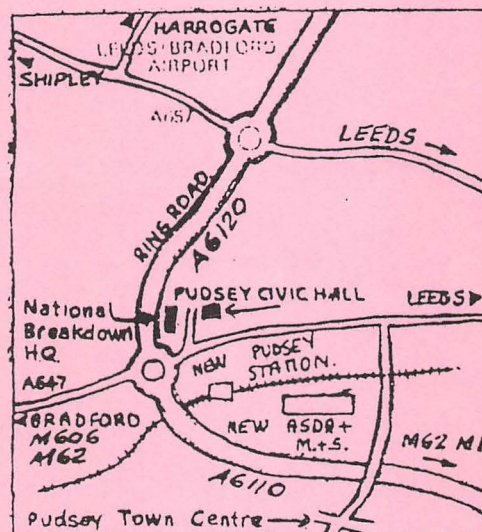 HARROGATE
LEEDS/BRADFORD
AIRPORT
SHIPLEY
A657
LEEDS
RING ROAD
A6120
National
Breakdown
H.Q.
PUDSEY CIVIC HALL
LEEDS
A647
NEW PUDSEY
STATION.
BRADFORD
M606
M62
NEW ASDA+
M.+S.
M62
A6110
Pudsey Town Centre